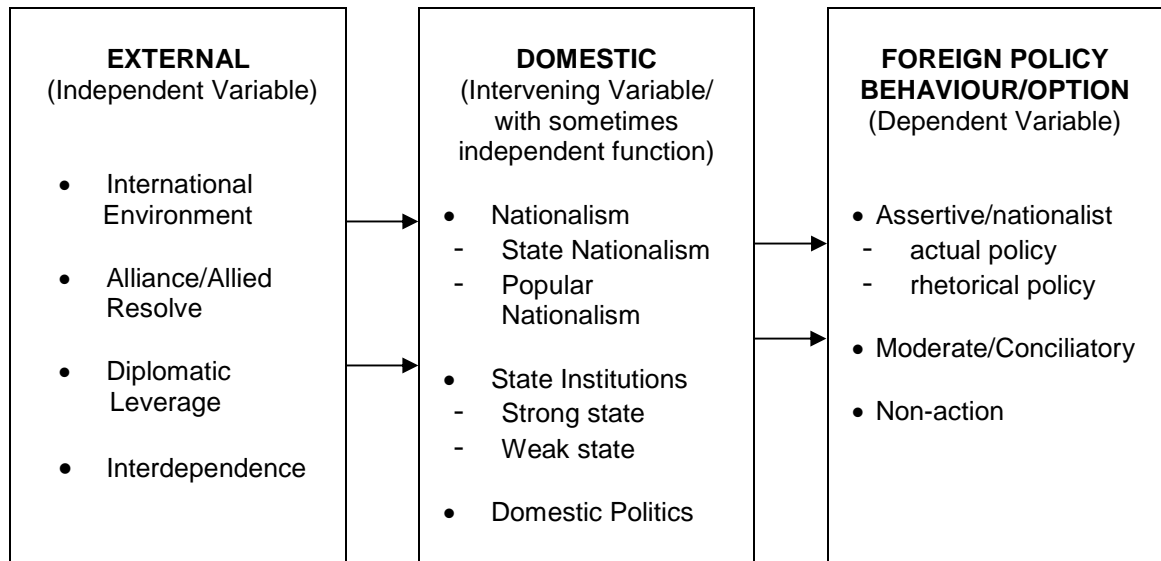 EXTERNAL
(Independent Variable)
• International
Environment
• Alliance/Allied
Resolve
• Diplomatic
Leverage
• Interdependence
DOMESTIC
(Intervening Variable/
with sometimes
independent function)
• Nationalism
- State Nationalism
- Popular
Nationalism
• State Institutions
- Strong state
- Weak state
• Domestic Politics
FOREIGN POLICY
BEHAVIOUR/OPTION
(Dependent Variable)
• Assertive/nationalist
- actual policy
- rhetorical policy
• Moderate/Conciliatory
• Non-action